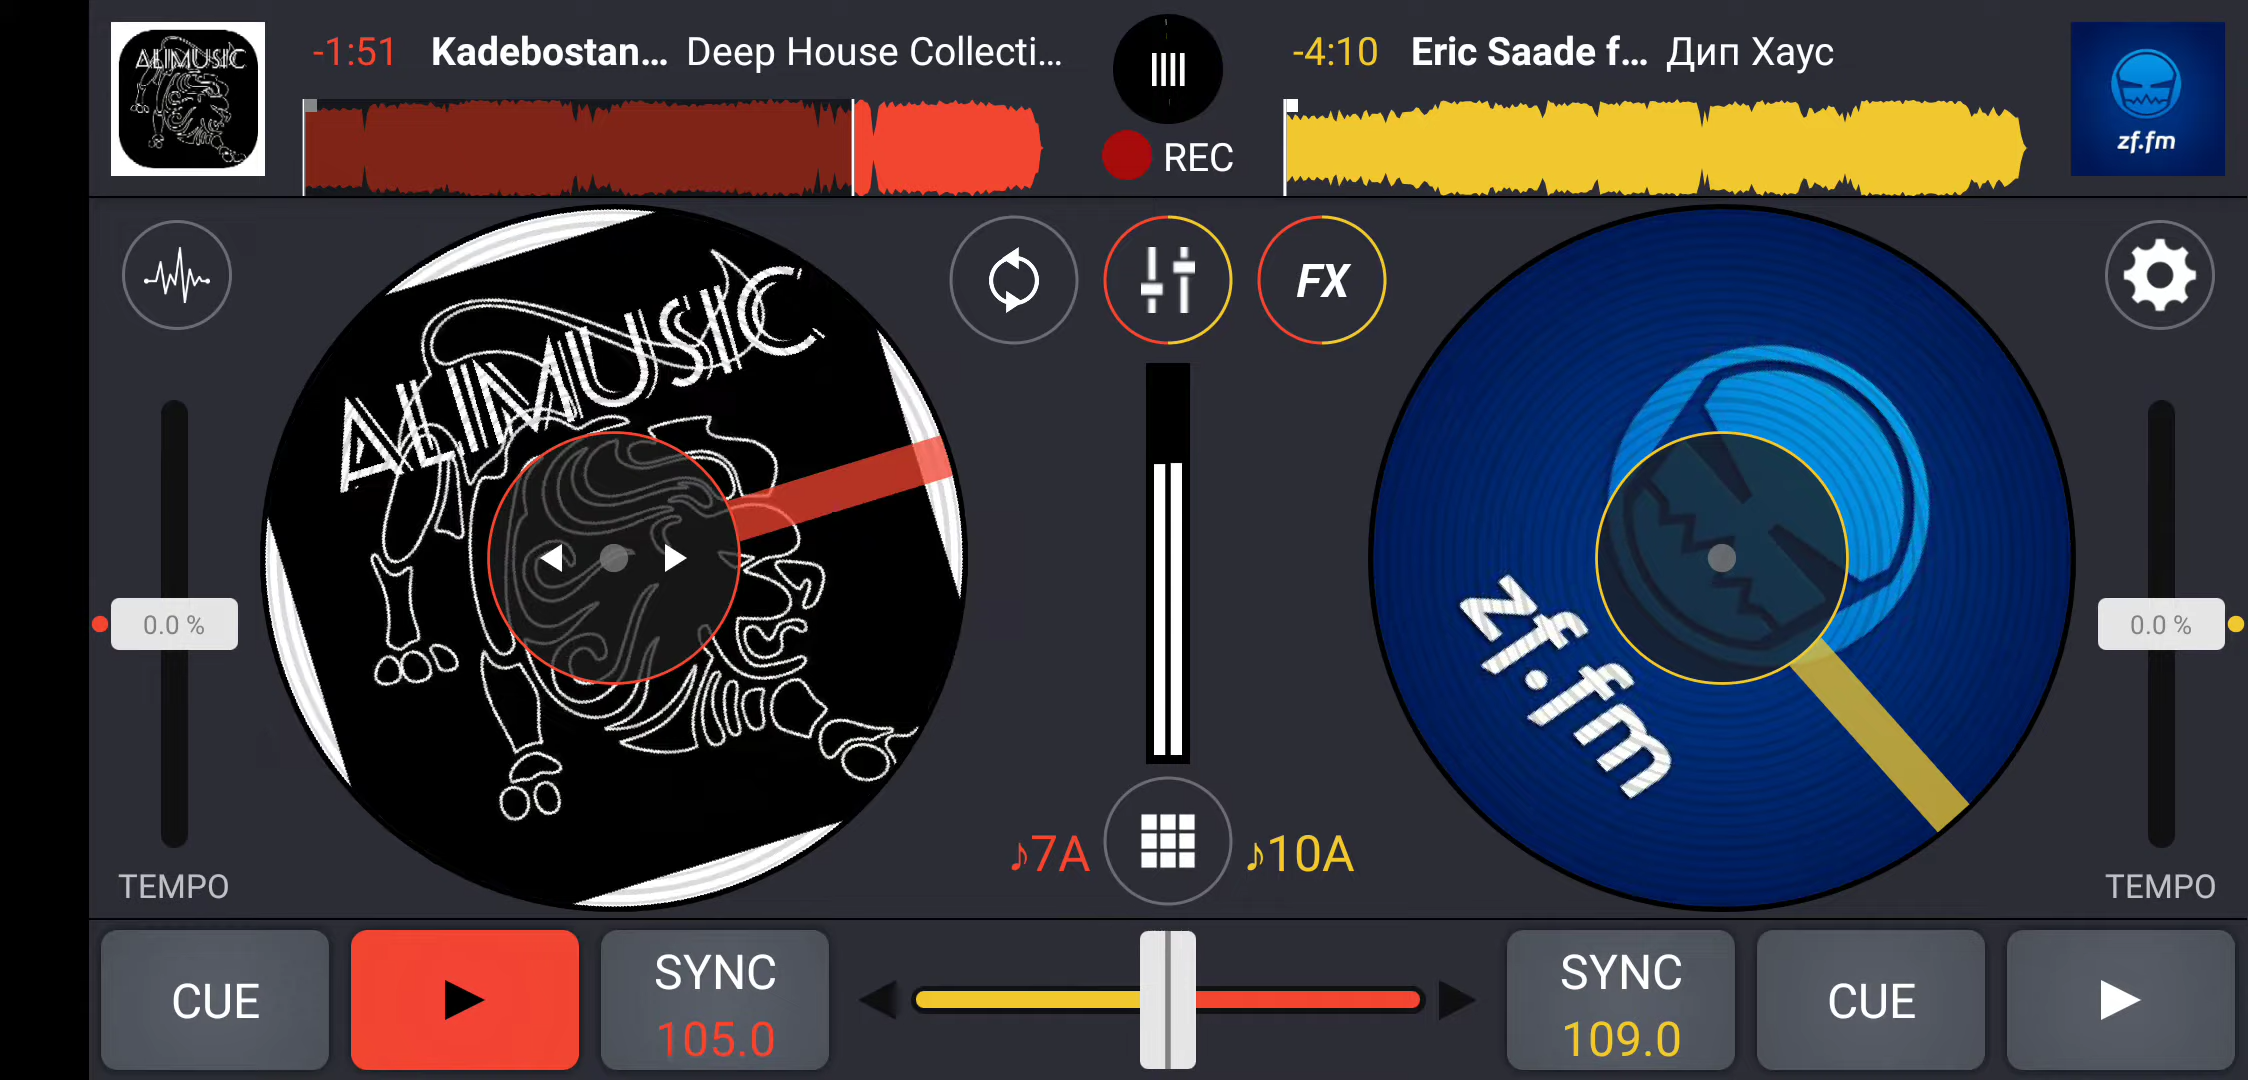 ALIMUSIC
-1:51 Kadebostan... Deep House Collecti...
-4:10 Eric Saade f... Дип Хаус
zf.fm
REC
FX
ALIMUSIC
zf.fm
0.0 %
0.0 %
♪7A
♪10A
TEMPO
TEMPO
CUE
SYNC
105.0
SYNC
109.0
CUE